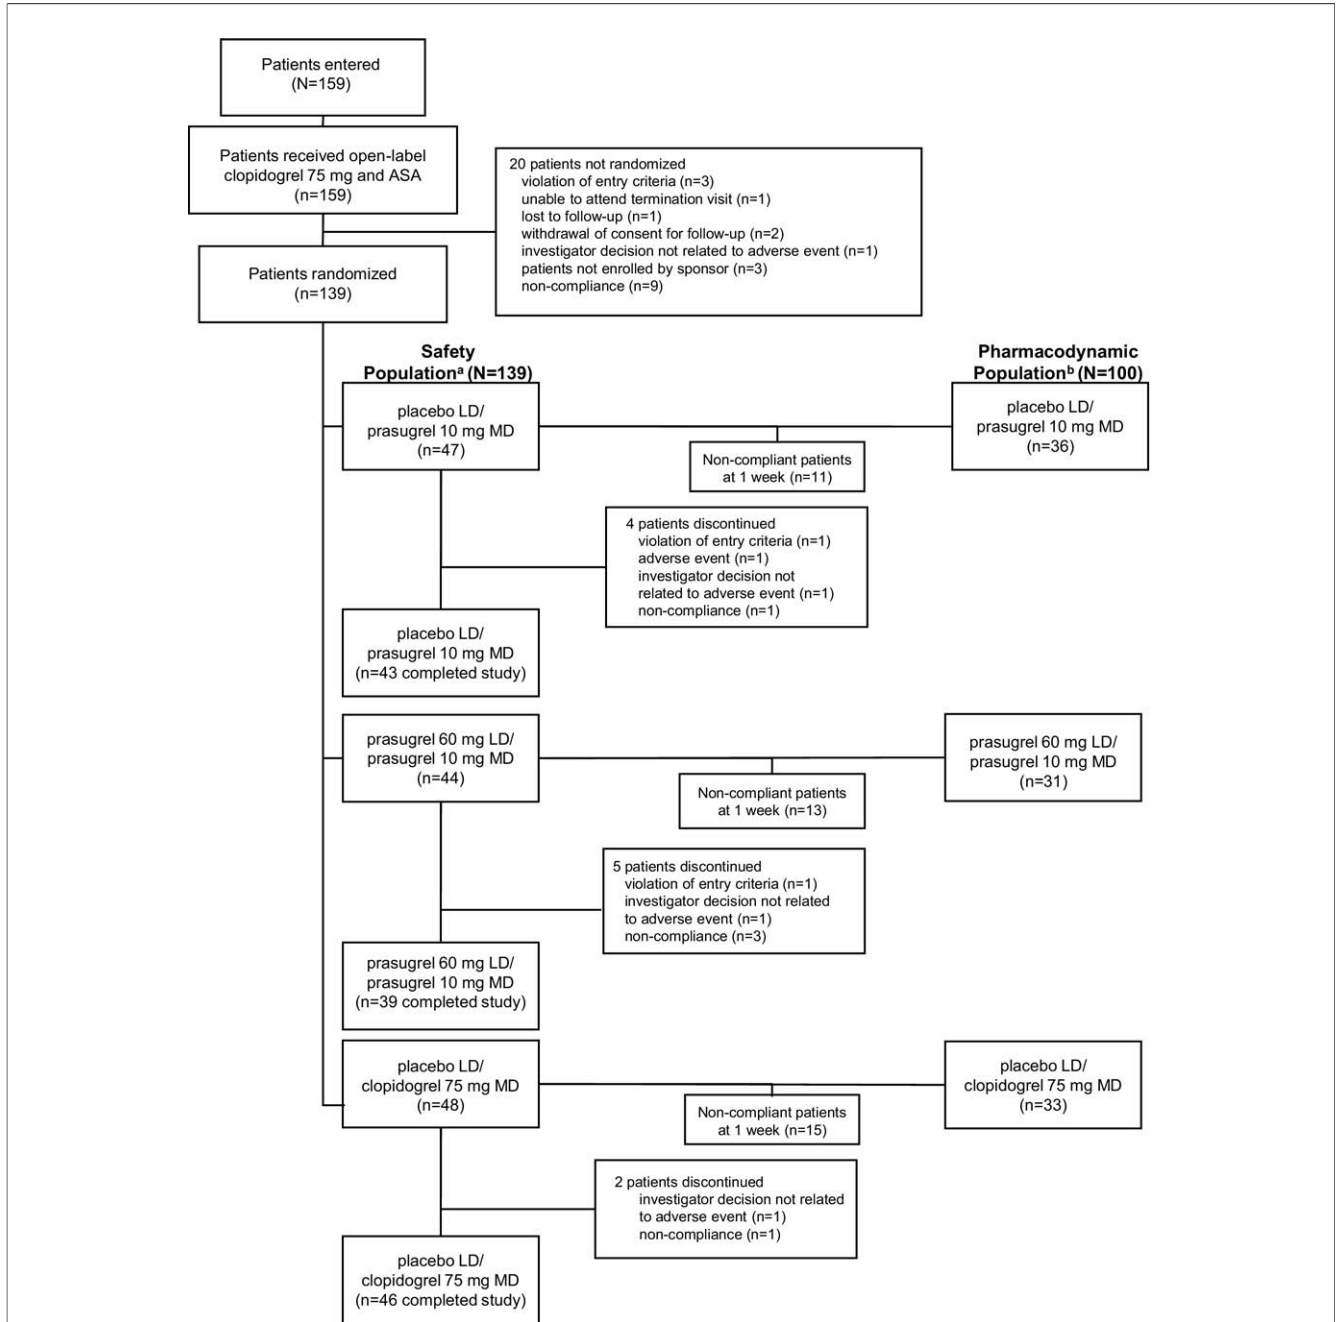 Patients entered
(N=159)
Patients received open-label
clopidogrel 75 mg and ASA
(n=159)
20 patients not randomized
violation of entry criteria (n=3)
unable to attend termination visit (n=1)
lost to follow-up (n=1)
withdrawal of consent for follow-up (n=2)
investigator decision not related to adverse event (n=1)
patients not enrolled by sponsor (n=3)
non-compliance (n=9)
Patients randomized
(n=139)
Safety
Populationᵃ (N=139)
Pharmacodynamic
Populationᵇ (N=100)
placebo LD/
prasugrel 10 mg MD
(n=47)
Non-compliant patients
at 1 week (n=11)
placebo LD/
prasugrel 10 mg MD
(n=36)
4 patients discontinued
violation of entry criteria (n=1)
adverse event (n=1)
investigator decision not
related to adverse event (n=1)
non-compliance (n=1)
placebo LD/
prasugrel 10 mg MD
(n=43 completed study)
prasugrel 60 mg LD/
prasugrel 10 mg MD
(n=44)
Non-compliant patients
at 1 week (n=13)
prasugrel 60 mg LD/
prasugrel 10 mg MD
(n=31)
5 patients discontinued
violation of entry criteria (n=1)
investigator decision not related
to adverse event (n=1)
non-compliance (n=3)
prasugrel 60 mg LD/
prasugrel 10 mg MD
(n=39 completed study)
placebo LD/
clopidogrel 75 mg MD
(n=48)
Non-compliant patients
at 1 week (n=15)
placebo LD/
clopidogrel 75 mg MD
(n=33)
2 patients discontinued
investigator decision not related
to adverse event (n=1)
non-compliance (n=1)
placebo LD/
clopidogrel 75 mg MD
(n=46 completed study)